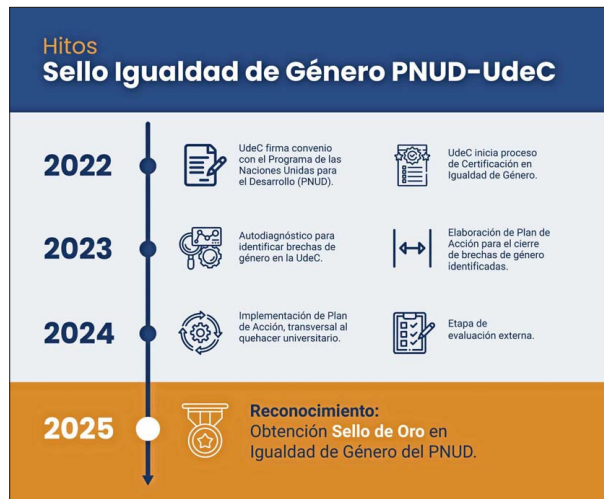 Hitos
Sello Igualdad de Género PNUD-UdeC
2022
UdeC firma convenio
con el Programa de las
Naciones Unidas para
el Desarrollo (PNUD).
UdeC inicia proceso
de Certificación en
Igualdad de Género.
2023
Autodiagnóstico para
identificar brechas de
género en la UdeC.
Elaboración de Plan de
Acción para el cierre
de brechas de género
identificadas.
2024
Implementación de Plan
de Acción, transversal al
quehacer universitario.
Etapa de
evaluación externa.
2025
Reconocimiento:
Obtención Sello de Oro en
Igualdad de Género del PNUD.